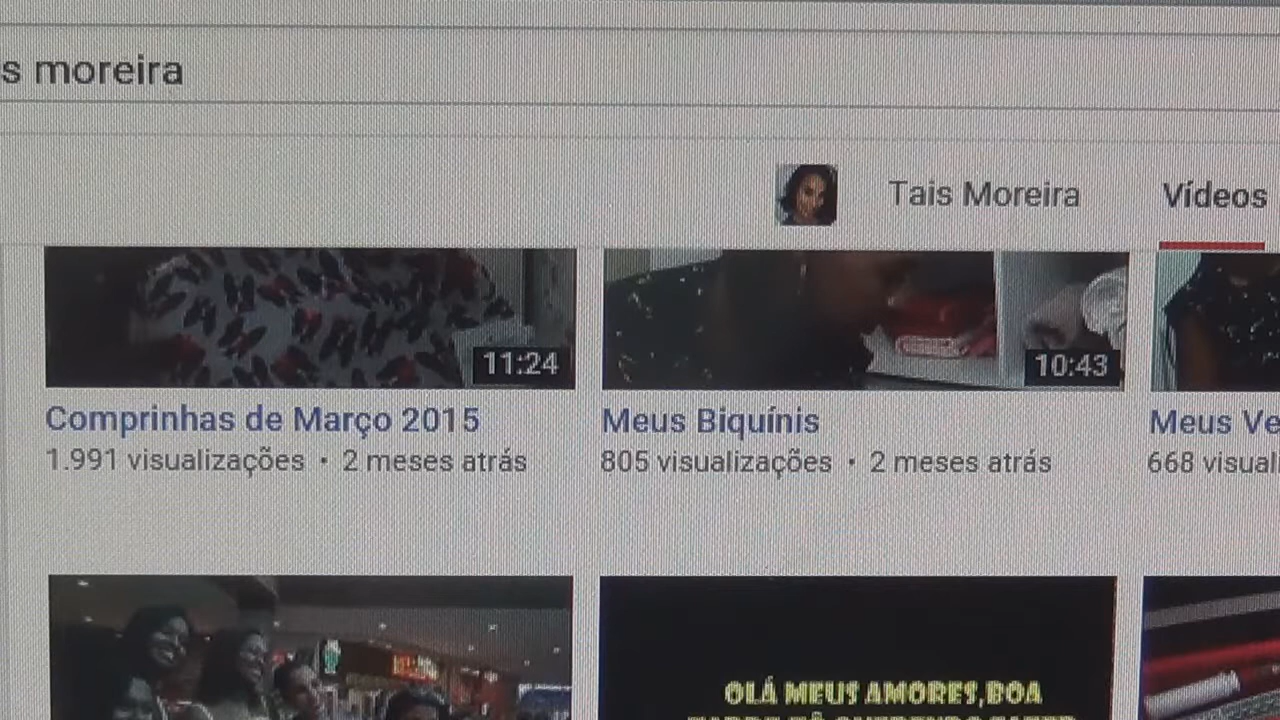 s moreira
Tais Moreira Vídeos
11:24 10:43
Comprinhas de Março 2015 Meus Biquínis Meus Ve
1.991 visualizações · 2 meses atrás 805 visualizações · 2 meses atrás 668 visuali
OLÁ MEUS AMORES,BOA